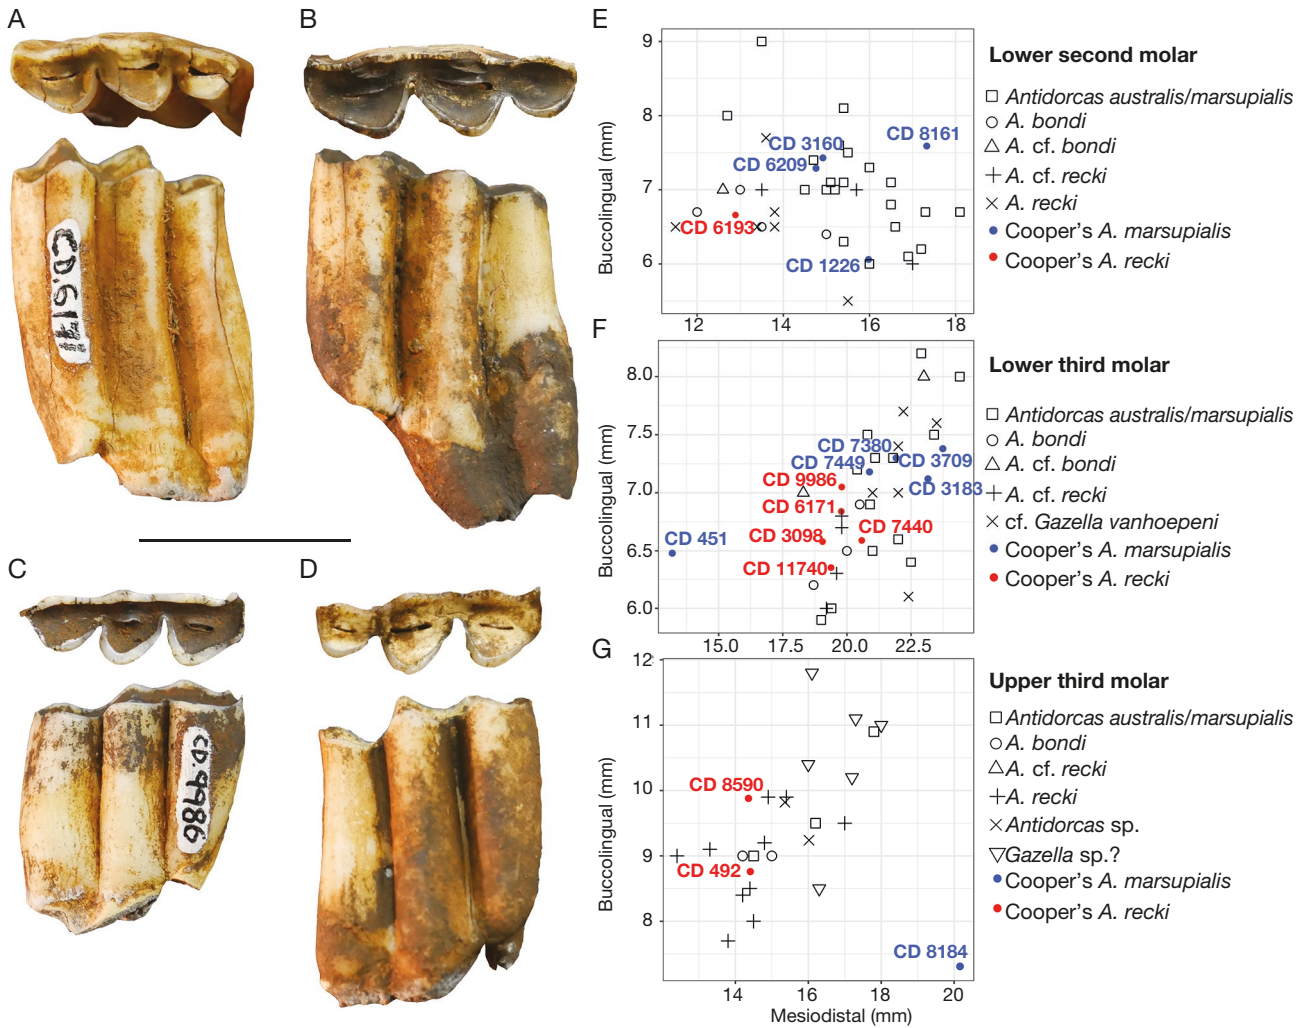 A
B
CD.6171
C
D
CD.9986
E
Buccolingual (mm)
9
8
7
6
12 14 16 18
CD 3160
CD 8161
CD 6209
CD 6193
CD 1226
Lower second molar
Antidorcas australis/marsupialis
A. bondi
A. cf. bondi
A. cf. recki
A. recki
Cooper's A. marsupialis
Cooper's A. recki
F
Buccolingual (mm)
8.0
7.5
7.0
6.5
6.0
15.0 17.5 20.0 22.5
CD 7380
CD 7449
CD 3709
CD 9986
CD 3183
CD 6171
CD 3098
CD 7440
CD 451
CD 11740
Lower third molar
Antidorcas australis/marsupialis
A. bondi
A. cf. bondi
A. cf. recki
cf. Gazella vanhoepeni
Cooper's A. marsupialis
Cooper's A. recki
G
Buccolingual (mm)
12
11
10
9
8
14 16 18 20
Mesiodistal (mm)
CD 8590
CD 492
CD 8184
Upper third molar
Antidorcas australis/marsupialis
A. bondi
A. cf. recki
A. recki
Antidorcas sp.
Gazella sp.?
Cooper's A. marsupialis
Cooper's A. recki